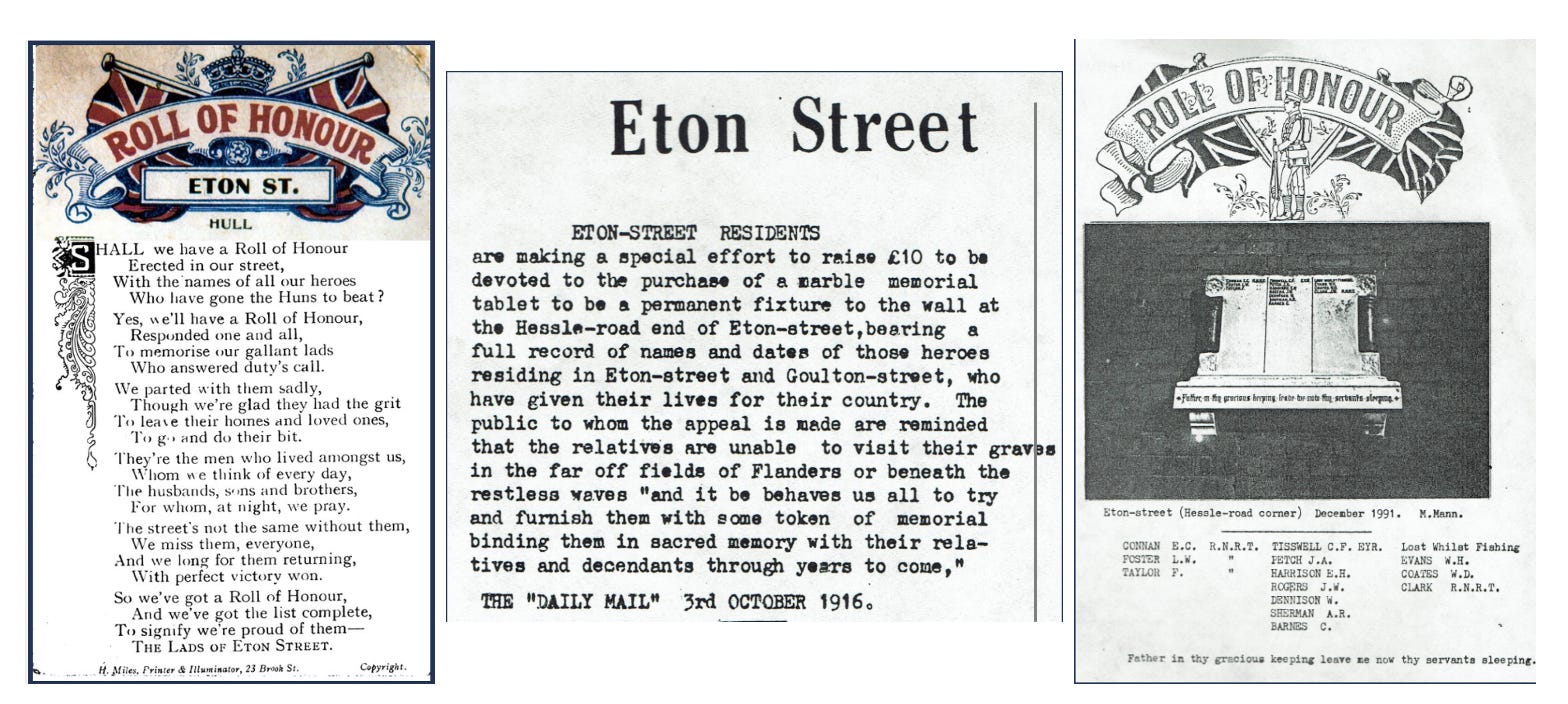 ROLL OF HONOUR
ETON ST.
HULL
SHALL we have a Roll of Honour
Erected in our street,
With the names of all our heroes
Who have gone the Huns to beat?
Yes, we'll have a Roll of Honour,
Responded one and all,
To memorise our gallant lads
Who answered duty's call.
We parted with them sadly,
Though we're glad they had the grit
To leave their homes and loved ones,
To go and do their bit.
They're the men who lived amongst us,
Whom we think of every day,
The husbands, sons and brothers,
For whom, at night, we pray.
The street's not the same without them,
We miss them, everyone,
And we long for them returning,
With perfect victory won.
So we've got a Roll of Honour,
And we've got the list complete,
To signify we're proud of them—
THE LADS OF ETON STREET.
H. Miles, Printer & Illuminator, 23 Brook St. Copyright.
Eton Street
ETON-STREET RESIDENTS
are making a special effort to raise £10 to be
devoted to the purchase of a marble memorial
tablet to be a permanent fixture to the wall at
the Hessle-road end of Eton-street,bearing a
full record of names and dates of those heroes
residing in Eton-street and Goulton-street, who
have given their lives for their country. The
public to whom the appeal is made are reminded
that the relatives are unable to visit their graves
in the far off fields of Flanders or beneath the
restless waves "and it be behaves us all to try
and furnish them with some token of memorial
binding them in sacred memory with their rela-
tives and decendants through years to come,"
THE "DAILY MAIL" 3rd OCTOBER 1916.
ROLL OF HONOUR
Father in thy gracious keeping leave me now thy servants sleeping
Eton-street (Hessle-road corner) December 1991. M.Mann.
CONNAN E.C. R.N.R.T. TISSWELL C.F. EYR. Lost Whilst Fishing
FOSTER L.W. " PETCH J.A. EVANS W.H.
TAYLOR F. " HARRISON E.H. COATES W.D.
ROGERS J.W. CLARK R.N.R.T.
DENNISON W.
SHERMAN A.R.
BARNES C.
Father in thy gracious keeping leave me now thy servants sleeping.